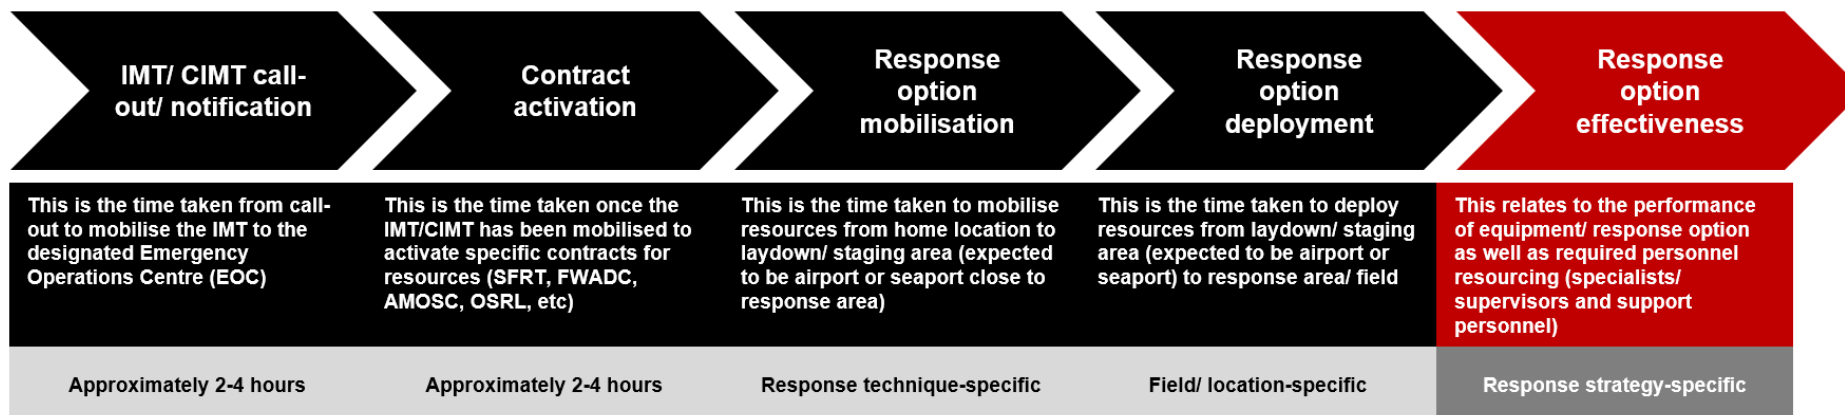 IMT/ CIMT call-
out/ notification
Contract
activation
Response
option
mobilisation
Response
option
deployment
Response
option
effectiveness
This is the time taken from call-
out to mobilise the IMT to the
designated Emergency
Operations Centre (EOC)
This is the time taken once the
IMT/CIMT has been mobilised to
activate specific contracts for
resources (SFRT, FWADC,
AMOSC, OSRL, etc)
This is the time taken to mobilise
resources from home location to
laydown/ staging area (expected
to be airport or seaport close to
response area)
This is the time taken to deploy
resources from laydown/ staging
area (expected to be airport or
seaport) to response area/ field
This relates to the performance
of equipment/ response option
as well as required personnel
resourcing (specialists/
supervisors and support
personnel)
Approximately 2-4 hours
Approximately 2-4 hours
Response technique-specific
Field/ location-specific
Response strategy-specific